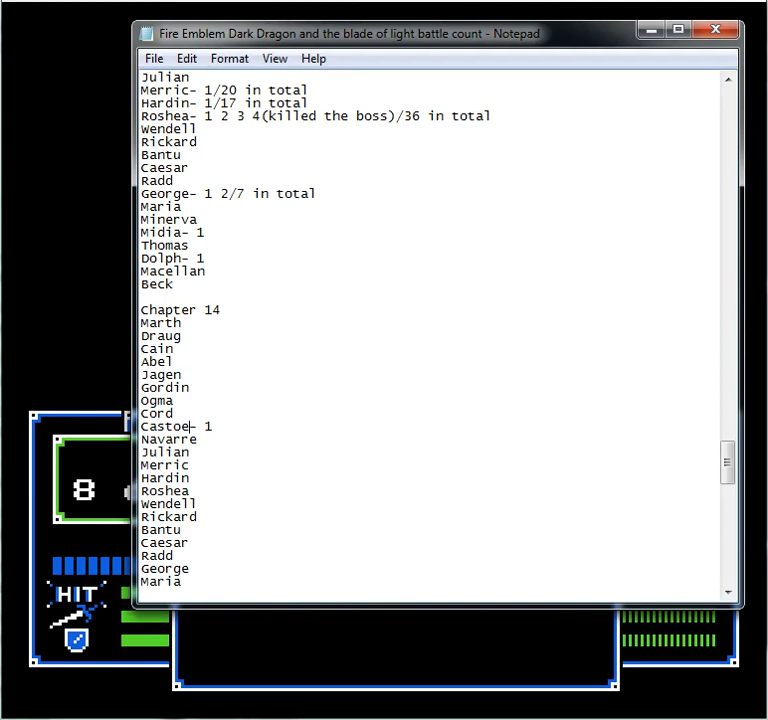 Fire Emblem Dark Dragon and the blade of light battle count - Notepad
File Edit Format View Help
Julian
Merric- 1/20 in total
Hardin- 1/17 in total
Roshea- 1 2 3 4(killed the boss)/36 in total
Wendell
Rickard
Bantu
Caesar
Radd
George- 1 2/7 in total
Maria
Minerva
Midia- 1
Thomas
Dolph- 1
Macellan
Beck
Chapter 14
Marth
Draug
Cain
Abel
Jagen
Gordin
Ogma
Cord
Castoe- 1
Navarre
Julian
Merric
Hardin
Roshea
Wendell
Rickard
Bantu
Caesar
Radd
George
Maria
8
HIT